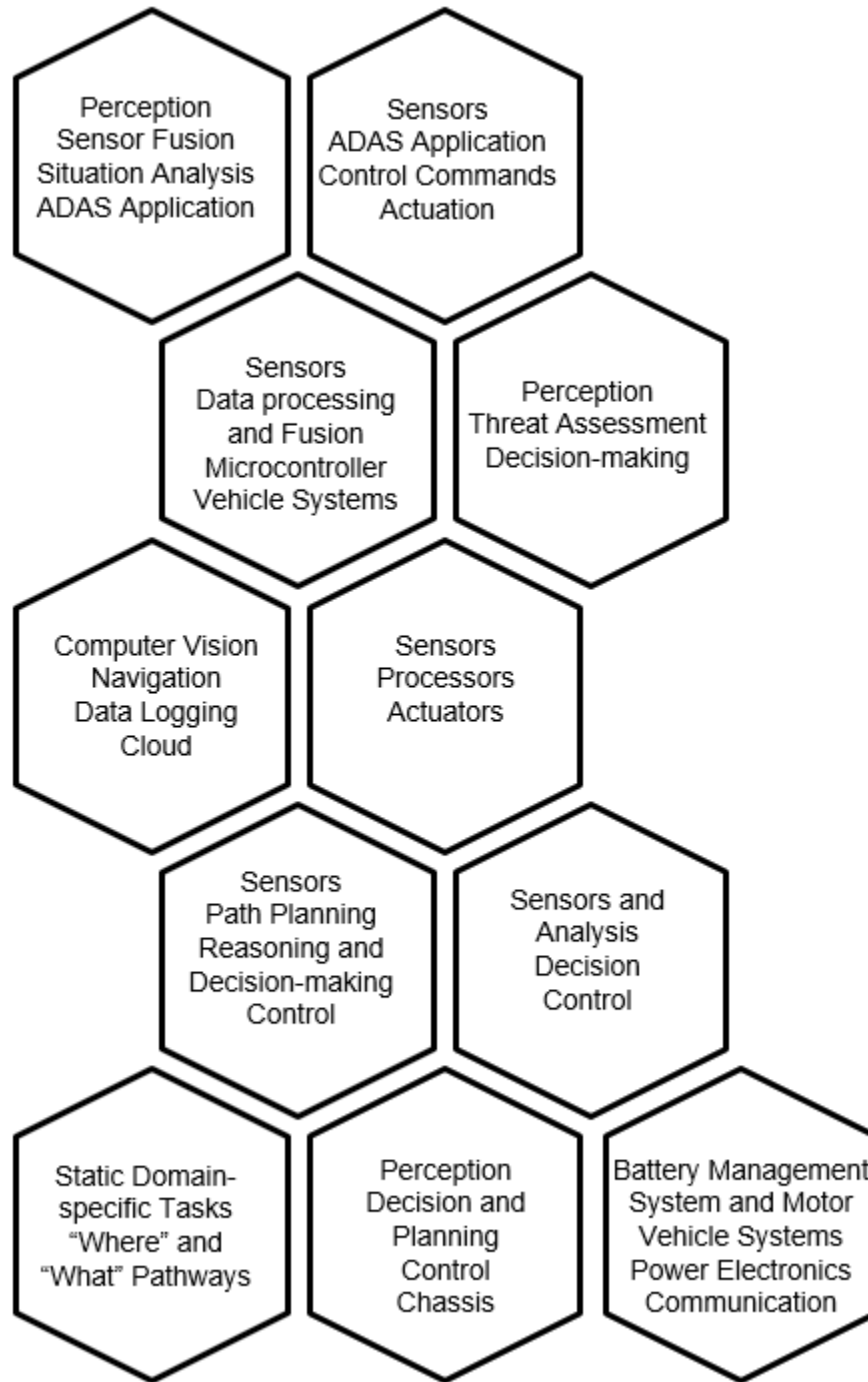 Perception
Sensor Fusion
Situation Analysis
ADAS Application
Sensors
ADAS Application
Control Commands
Actuation
Sensors
Data processing
and Fusion
Microcontroller
Vehicle Systems
Perception
Threat Assessment
Decision-making
Computer Vision
Navigation
Data Logging
Cloud
Sensors
Processors
Actuators
Sensors
Path Planning
Reasoning and
Decision-making
Control
Sensors and
Analysis
Decision
Control
Static Domain-
specific Tasks
“Where” and
“What” Pathways
Perception
Decision and
Planning
Control
Chassis
Battery Management
System and Motor
Vehicle Systems
Power Electronics
Communication